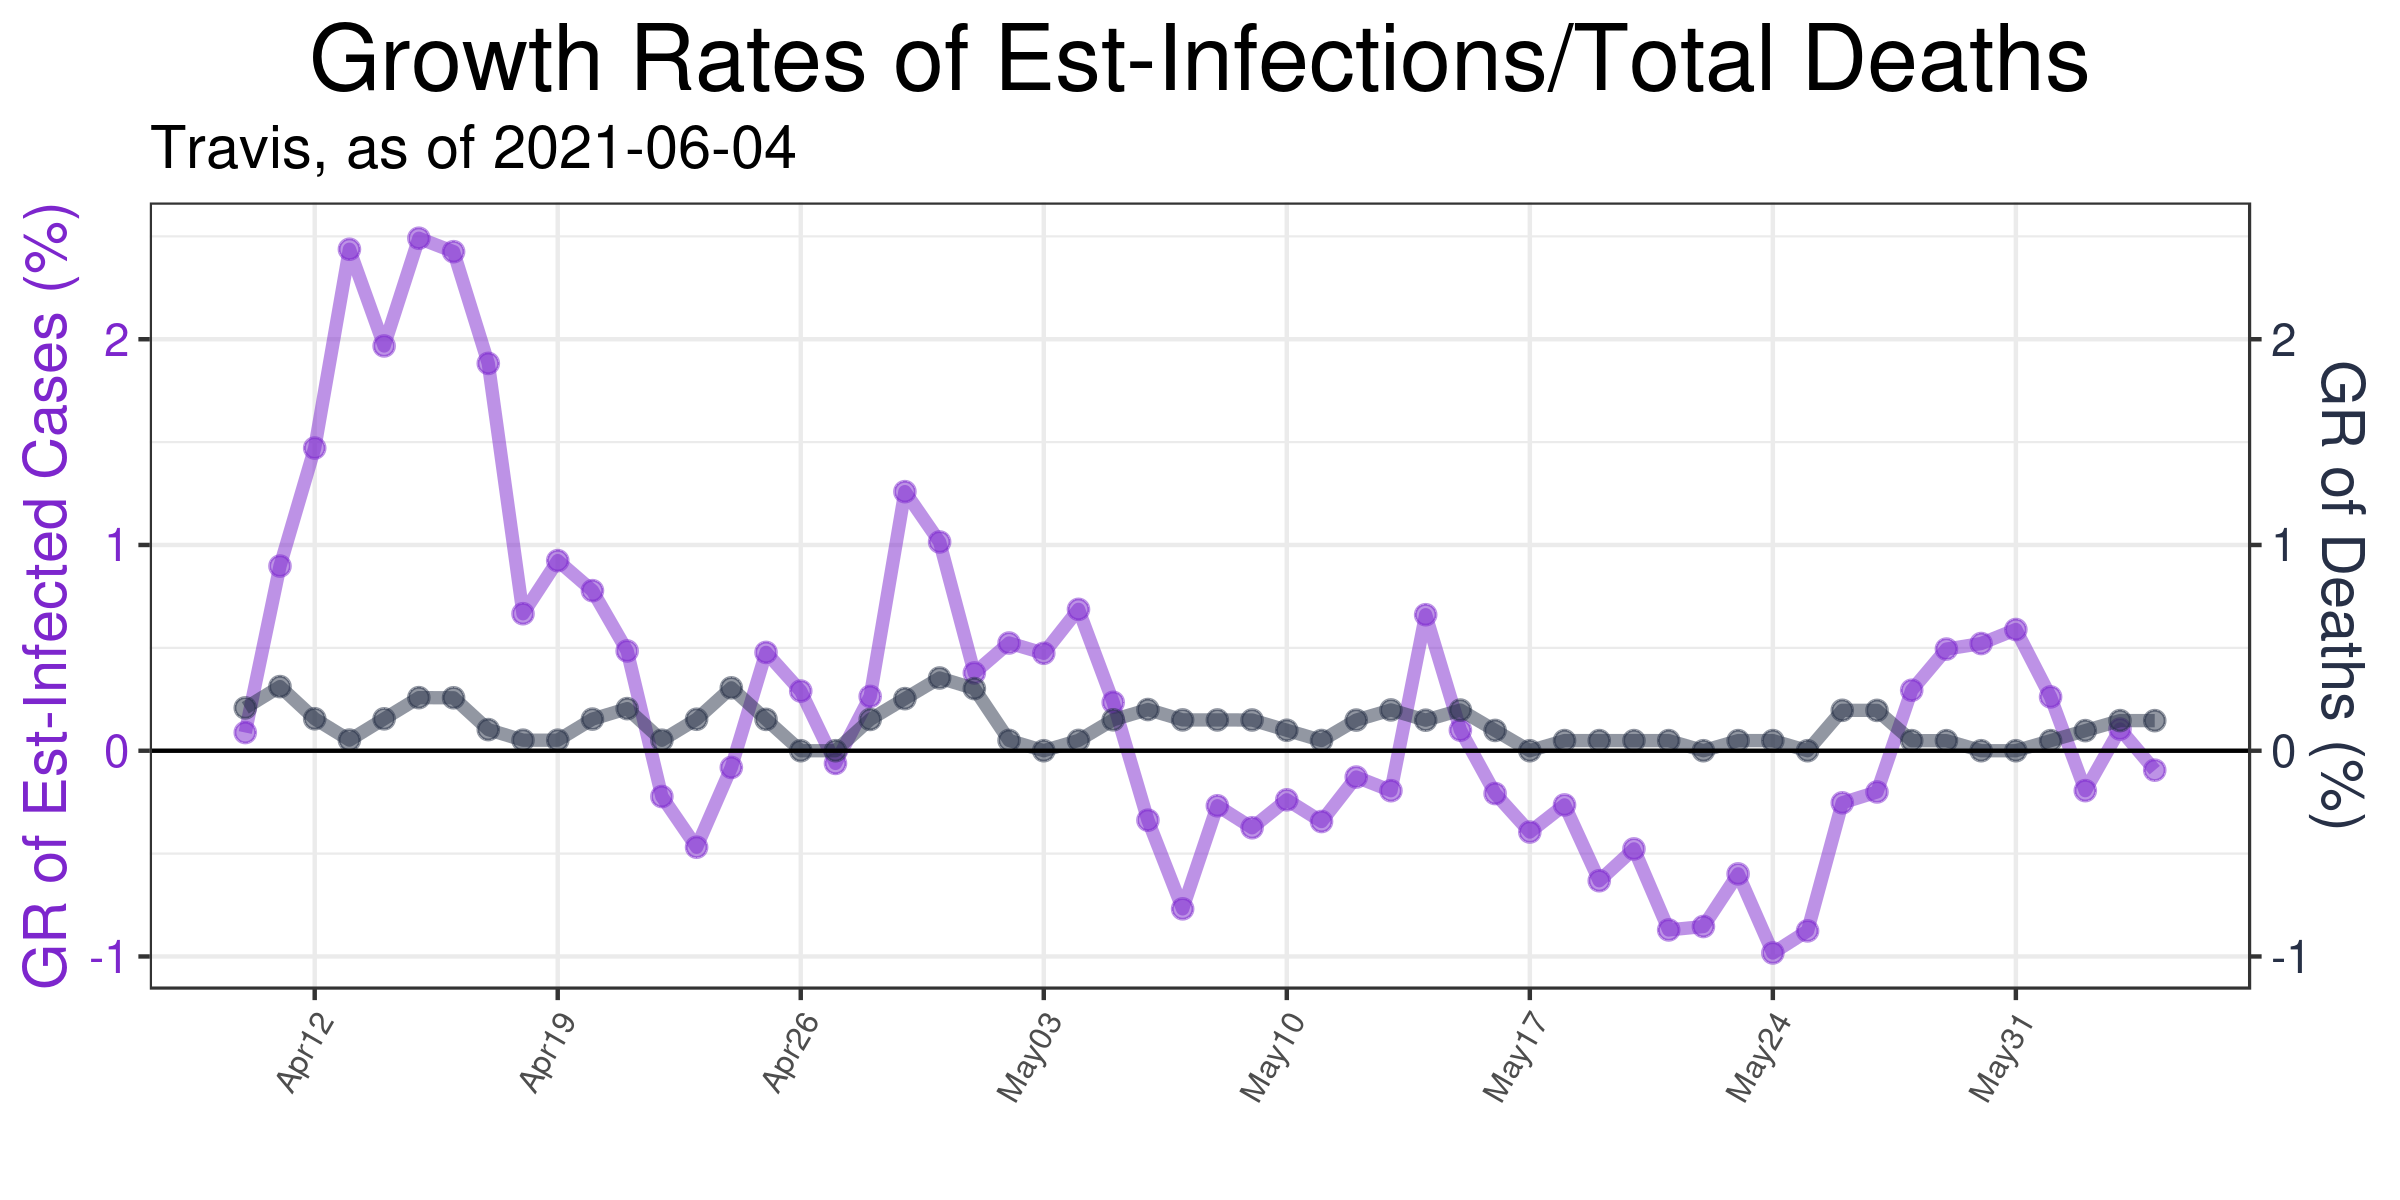 Growth Rates of Est-Infections/Total Deaths
Travis, as of 2021-06-04
GR of Est-Infected Cases (%)
2
1
0
-1
2
1
0
-1
GR of Deaths (%)
Apr12
Apr19
Apr26
May03
May10
May17
May24
May31